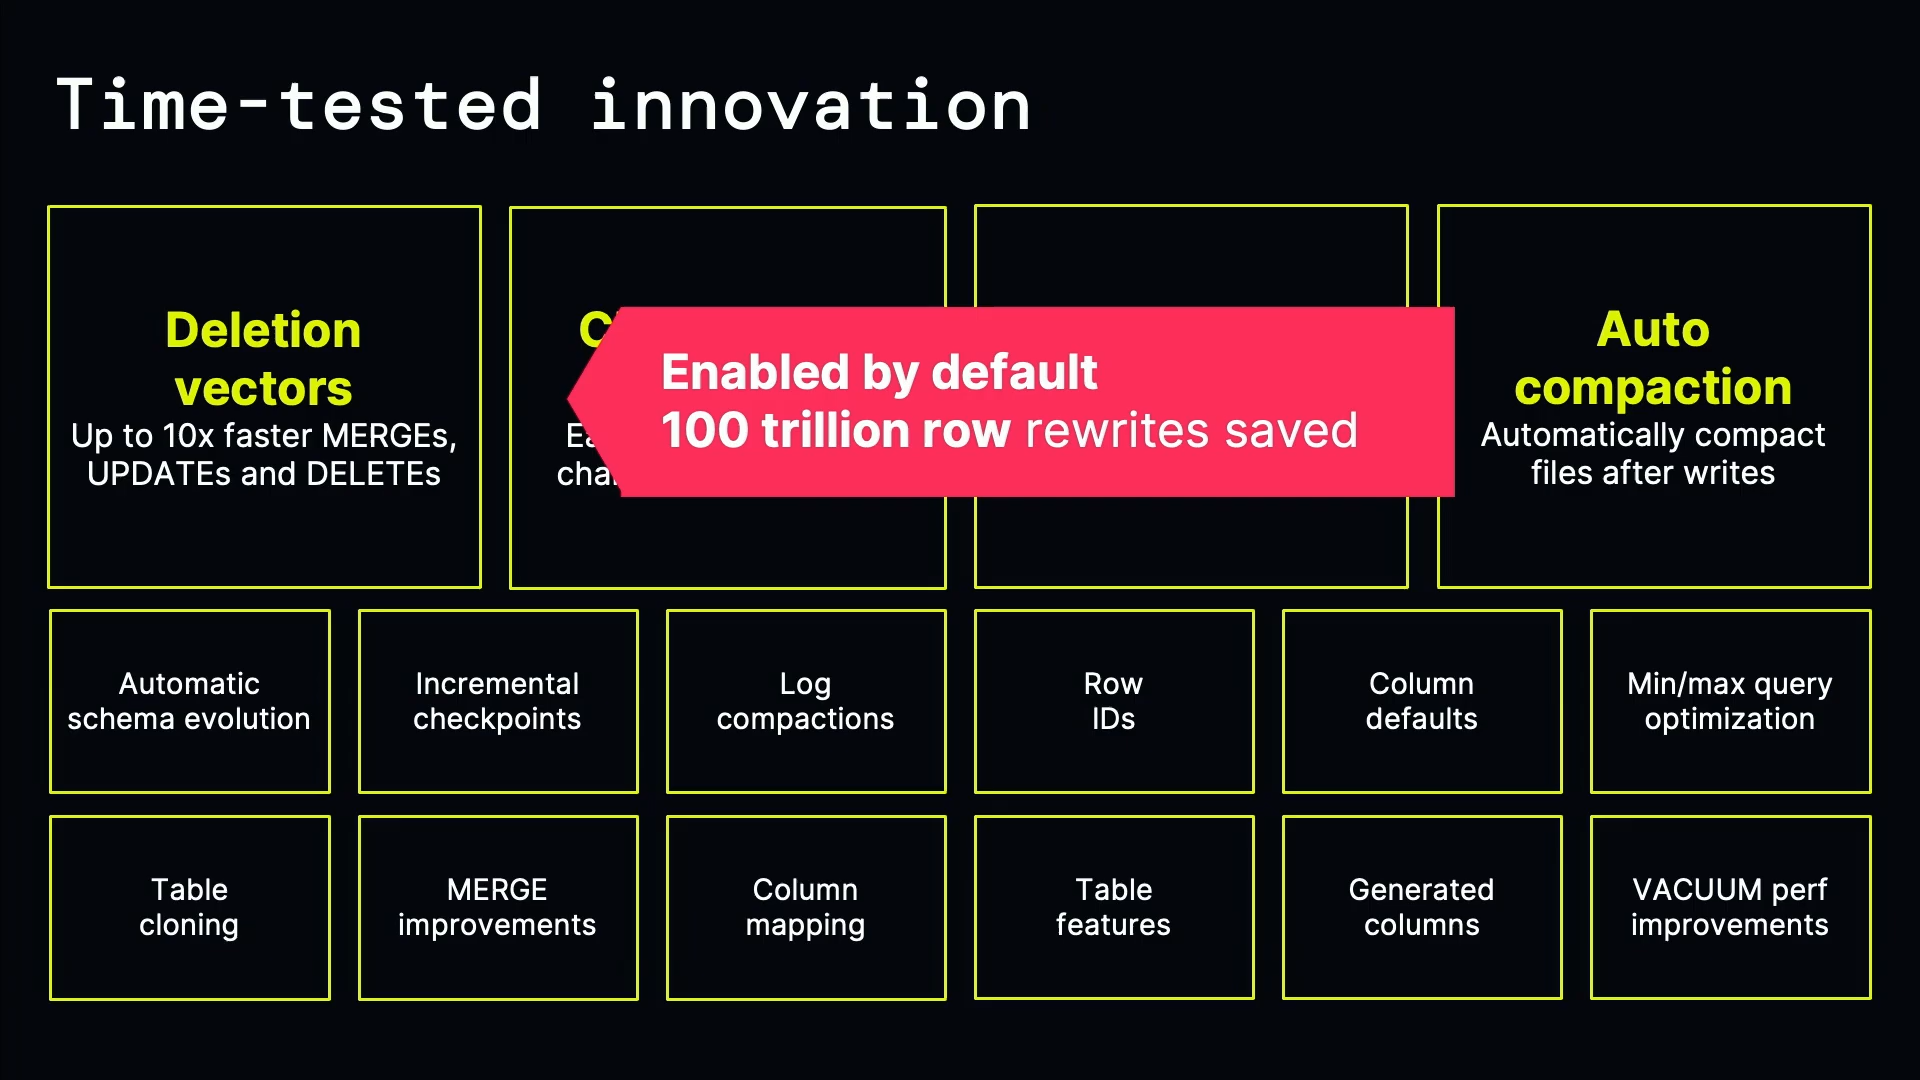 Time-tested innovation
Deletion
vectors
Up to 10x faster MERGEs,
UPDATEs and DELETEs
Enabled by default
100 trillion row rewrites saved
Auto
compaction
Automatically compact
files after writes
Automatic
schema evolution
Incremental
checkpoints
Log
compactions
Row
IDs
Column
defaults
Min/max query
optimization
Table
cloning
MERGE
improvements
Column
mapping
Table
features
Generated
columns
VACUUM perf
improvements